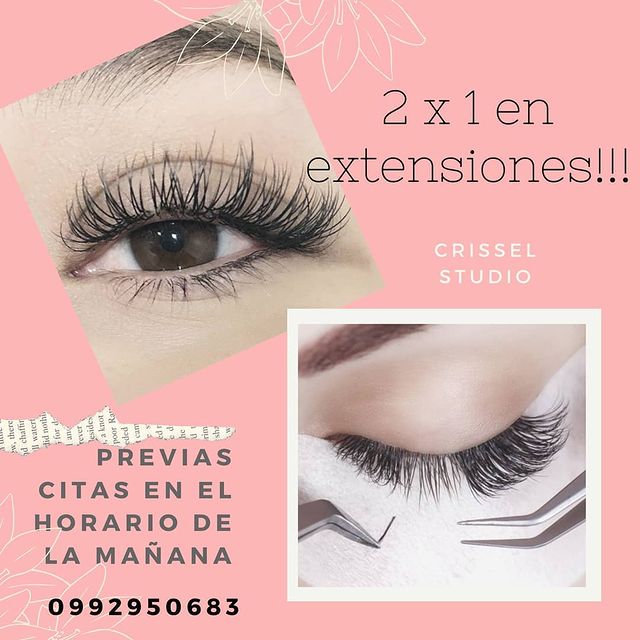 2 x 1 en
extensiones!!!
CRISSEL
STUDIO
PREVIAS
CITAS EN EL
HORARIO DE
LA MAÑANA
0992950683